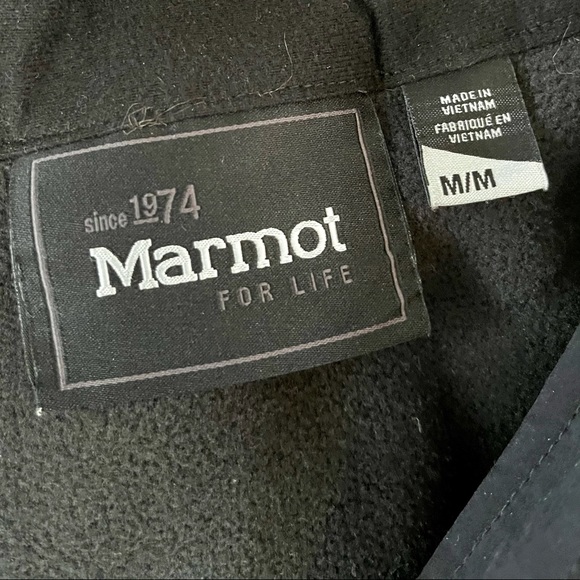 since 1974
Marmot
FOR LIFE
MADE IN
VIETNAM
FABRIQUÉ EN
VIETNAM
M/M